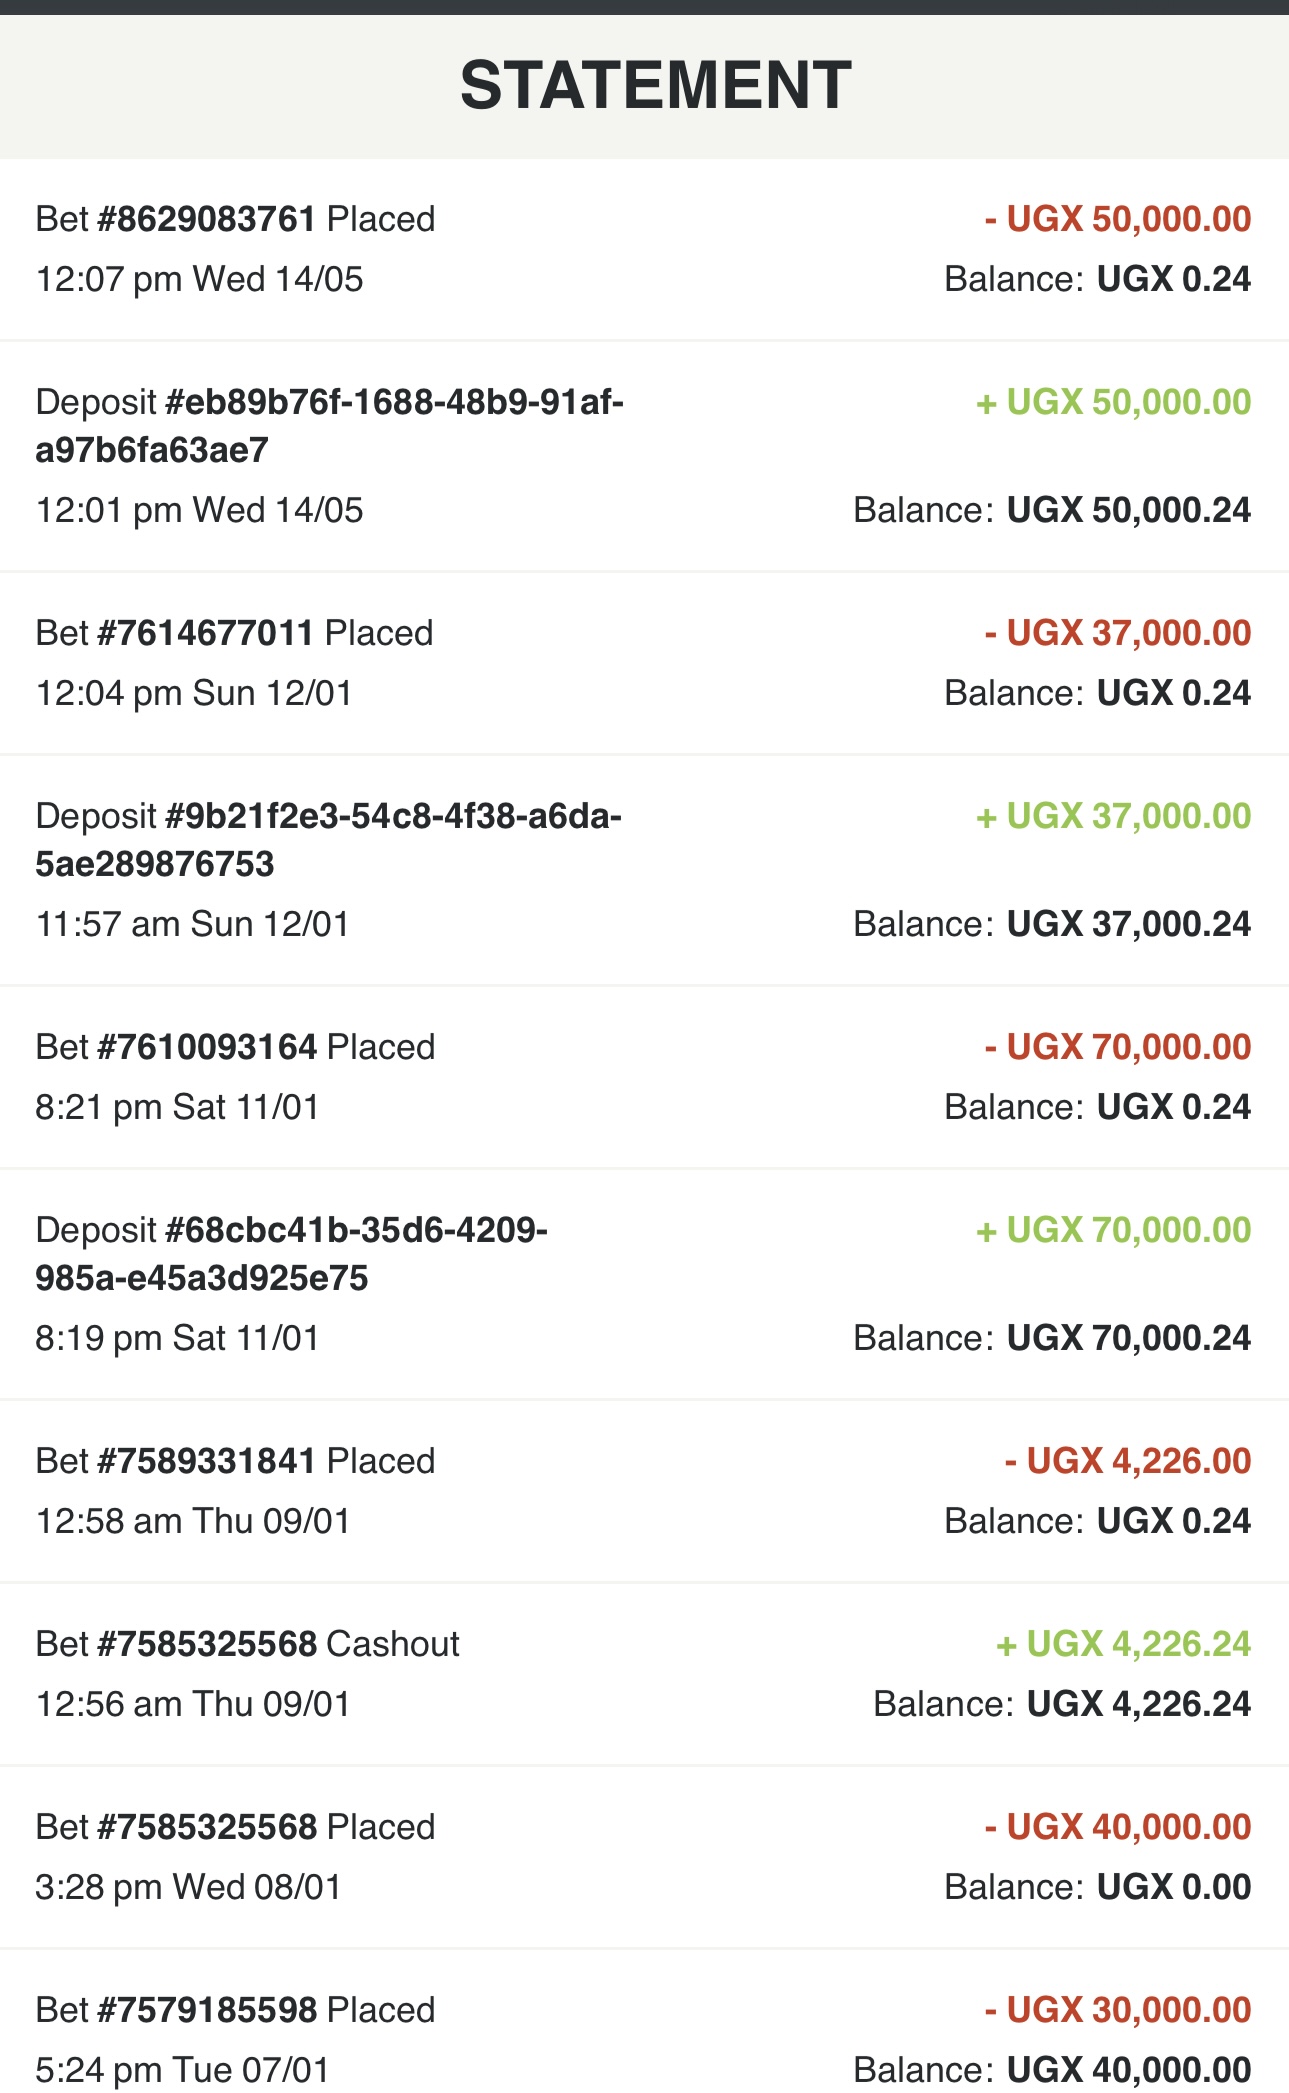 STATEMENT
Bet #8629083761 Placed
- UGX 50,000.00
12:07 pm Wed 14/05
Balance: UGX 0.24
Deposit #eb89b76f-1688-48b9-91af-
a97b6fa63ae7
+ UGX 50,000.00
12:01 pm Wed 14/05
Balance: UGX 50,000.24
Bet #7614677011 Placed
- UGX 37,000.00
12:04 pm Sun 12/01
Balance: UGX 0.24
Deposit #9b21f2e3-54c8-4f38-a6da-
5ae289876753
+ UGX 37,000.00
11:57 am Sun 12/01
Balance: UGX 37,000.24
Bet #7610093164 Placed
- UGX 70,000.00
8:21 pm Sat 11/01
Balance: UGX 0.24
Deposit #68cbc41b-35d6-4209-
985a-e45a3d925e75
+ UGX 70,000.00
8:19 pm Sat 11/01
Balance: UGX 70,000.24
Bet #7589331841 Placed
- UGX 4,226.00
12:58 am Thu 09/01
Balance: UGX 0.24
Bet #7585325568 Cashout
+ UGX 4,226.24
12:56 am Thu 09/01
Balance: UGX 4,226.24
Bet #7585325568 Placed
- UGX 40,000.00
3:28 pm Wed 08/01
Balance: UGX 0.00
Bet #7579185598 Placed
- UGX 30,000.00
5:24 pm Tue 07/01
Balance: UGX 40,000.00